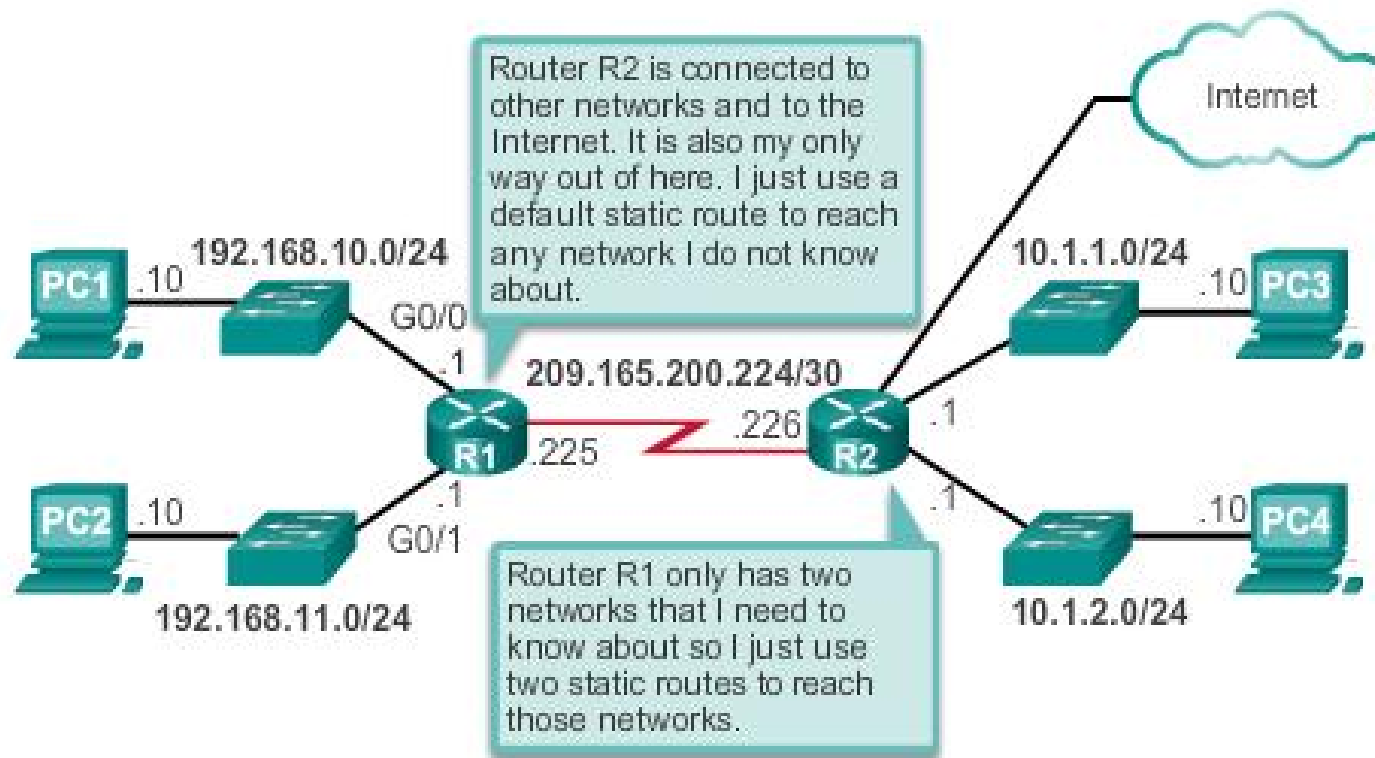 Router R2 is connected to
other networks and to the
Internet. It is also my only
way out of here. I just use a
default static route to reach
any network I do not know
about.
Internet
192.168.10.0/24
10.1.1.0/24
PC1
.10
G0/0
.1
.10
PC3
209.165.200.224/30
R1
.225
.226
R2
.1
PC2
.10
.1
G0/1
192.168.11.0/24
.1
.10
PC4
10.1.2.0/24
Router R1 only has two
networks that I need to
know about so I just use
two static routes to reach
those networks.